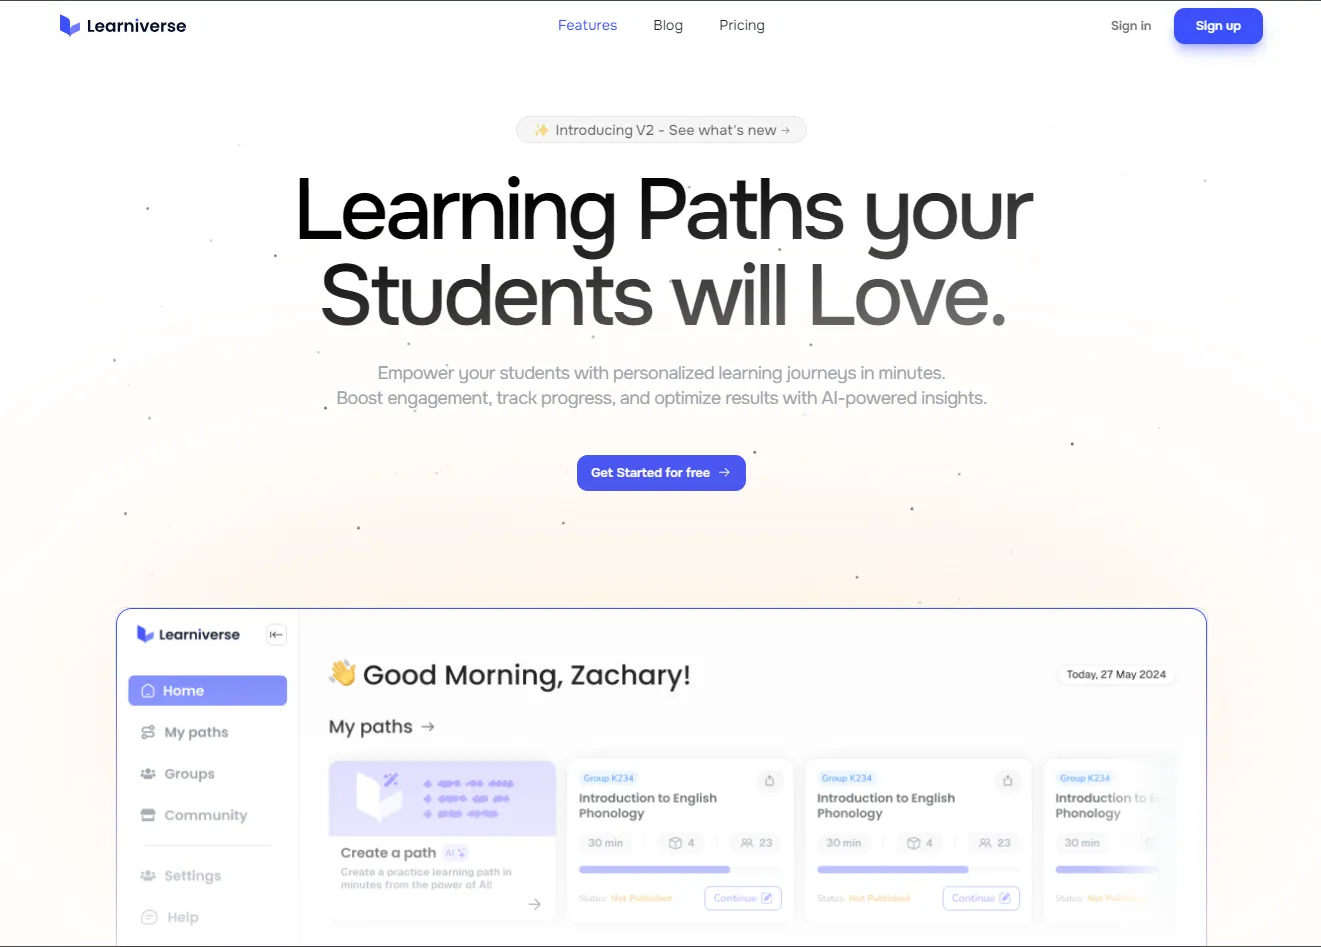 Learniverse
Features
Blog
Pricing
Sign in
Sign up
✨ Introducing V2 - See what's new →
Learning Paths your
Students will Love.
Empower your students with personalized learning journeys in minutes.
Boost engagement, track progress, and optimize results with AI-powered insights.
Get Started for free →
Learniverse
Home
My paths
Groups
Community
Settings
Help
👋 Good Morning, Zachary!
Today, 27 May 2024
My paths →
Create a path AI
Create a practice learning path in
minutes from the power of AI!
Group K234
Introduction to English
Phonology
30 min
4
23
Status: Not Published
Continue
Group K234
Introduction to English
Phonology
30 min
4
23
Status: Not Published
Continue
Group K234
Introduction to E
Phonology
30 min
Status: Not Publ